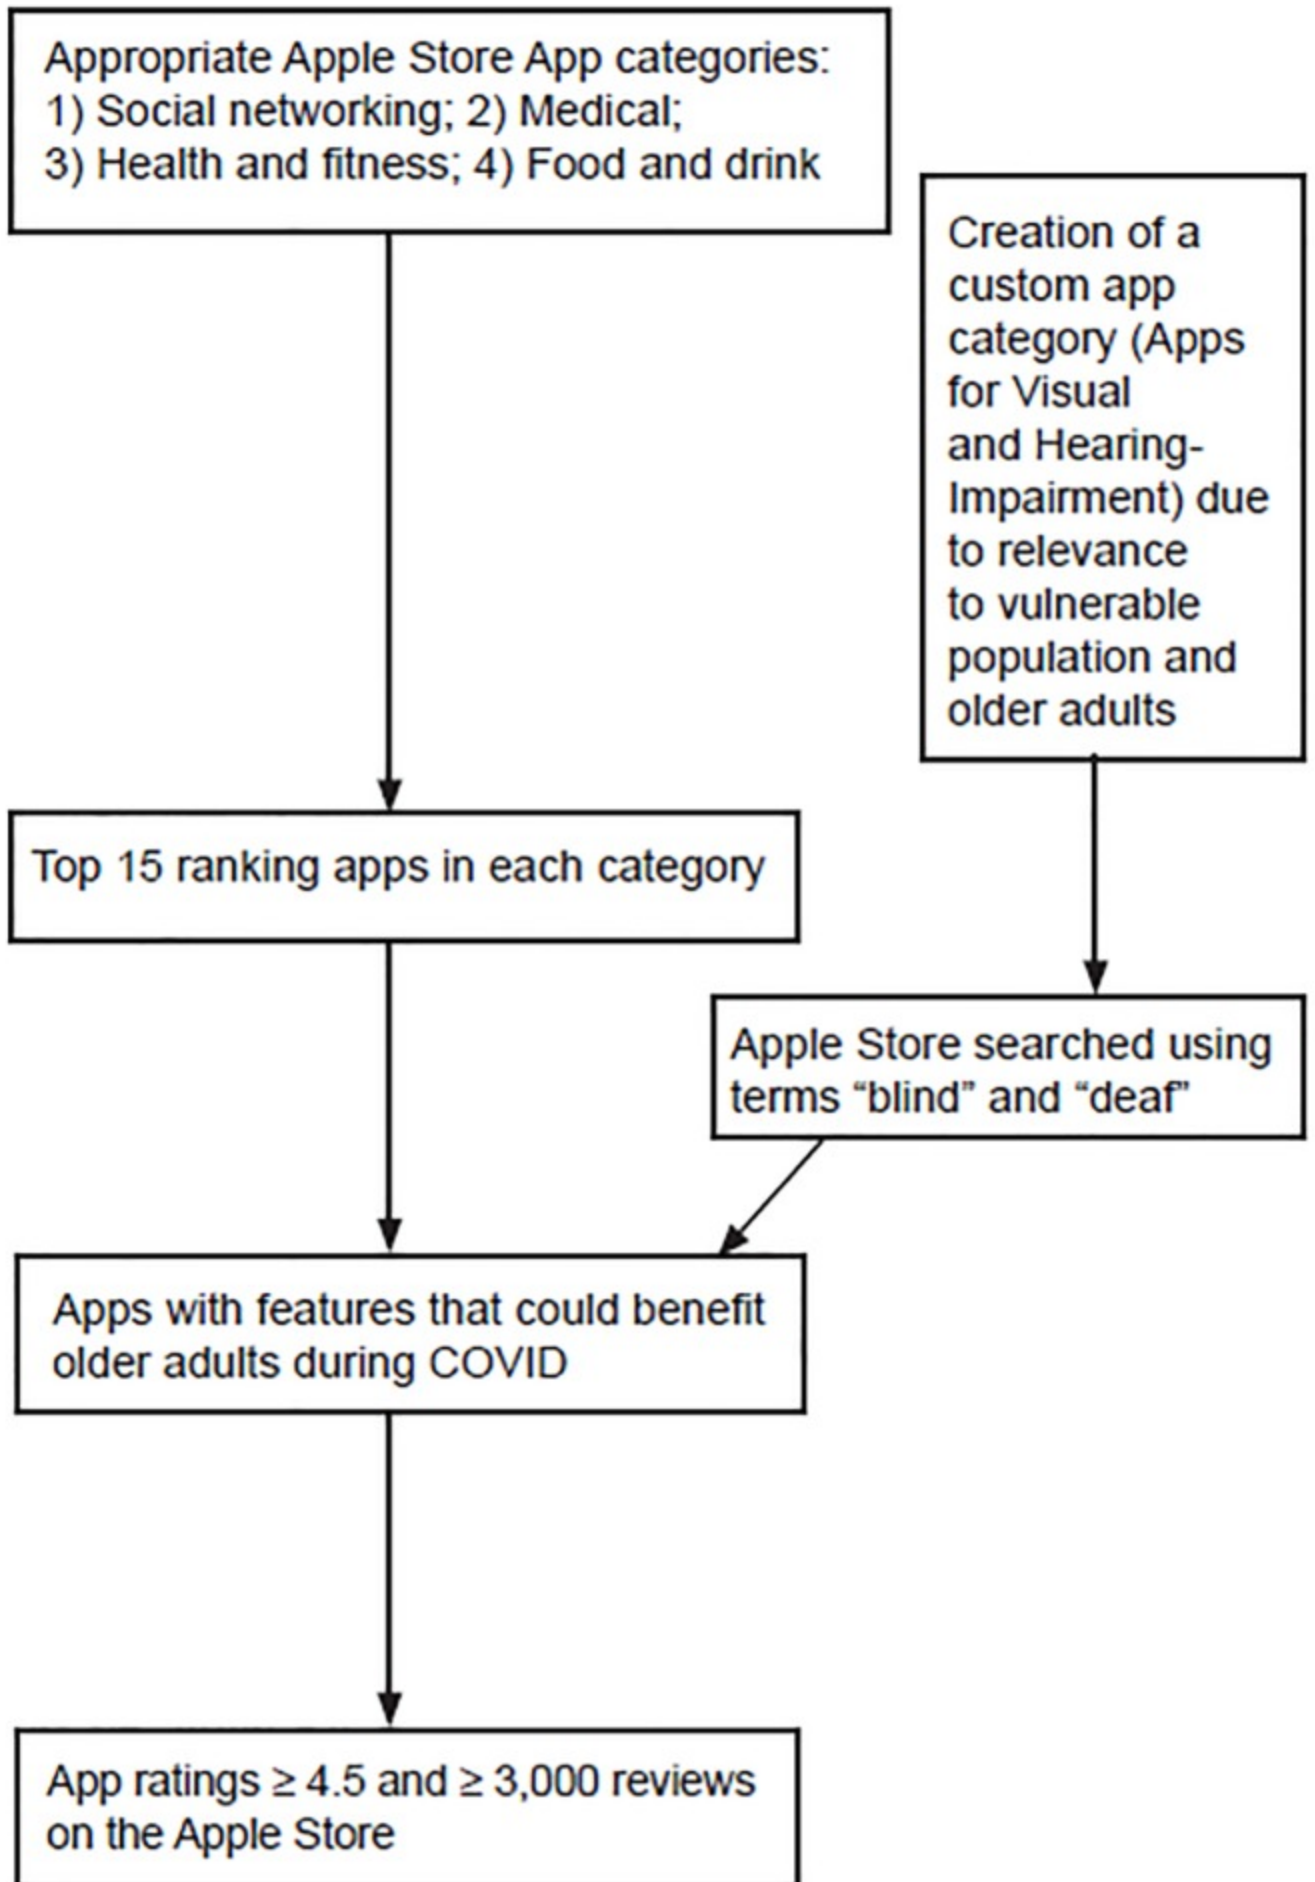 Appropriate Apple Store App categories:
1) Social networking; 2) Medical;
3) Health and fitness; 4) Food and drink
Creation of a
custom app
category (Apps
for Visual
and Hearing-
Impairment) due
to relevance
to vulnerable
population and
older adults
Top 15 ranking apps in each category
Apple Store searched using
terms “blind” and “deaf”
Apps with features that could benefit
older adults during COVID
App ratings ≥ 4.5 and ≥ 3,000 reviews
on the Apple Store